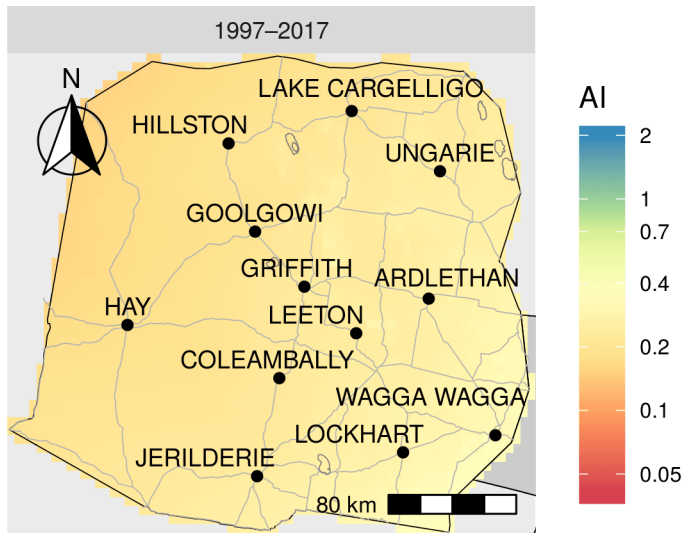 1997–2017
N
LAKE CARGELLIGO
HILLSTON
UNGARIE
GOOLGOWI
GRIFFITH
ARDLETHAN
HAY
LEETON
COLEAMBALLY
WAGGA WAGGA
LOCKHART
JERILDERIE
80 km
AI
2
1
0.7
0.4
0.2
0.1
0.05